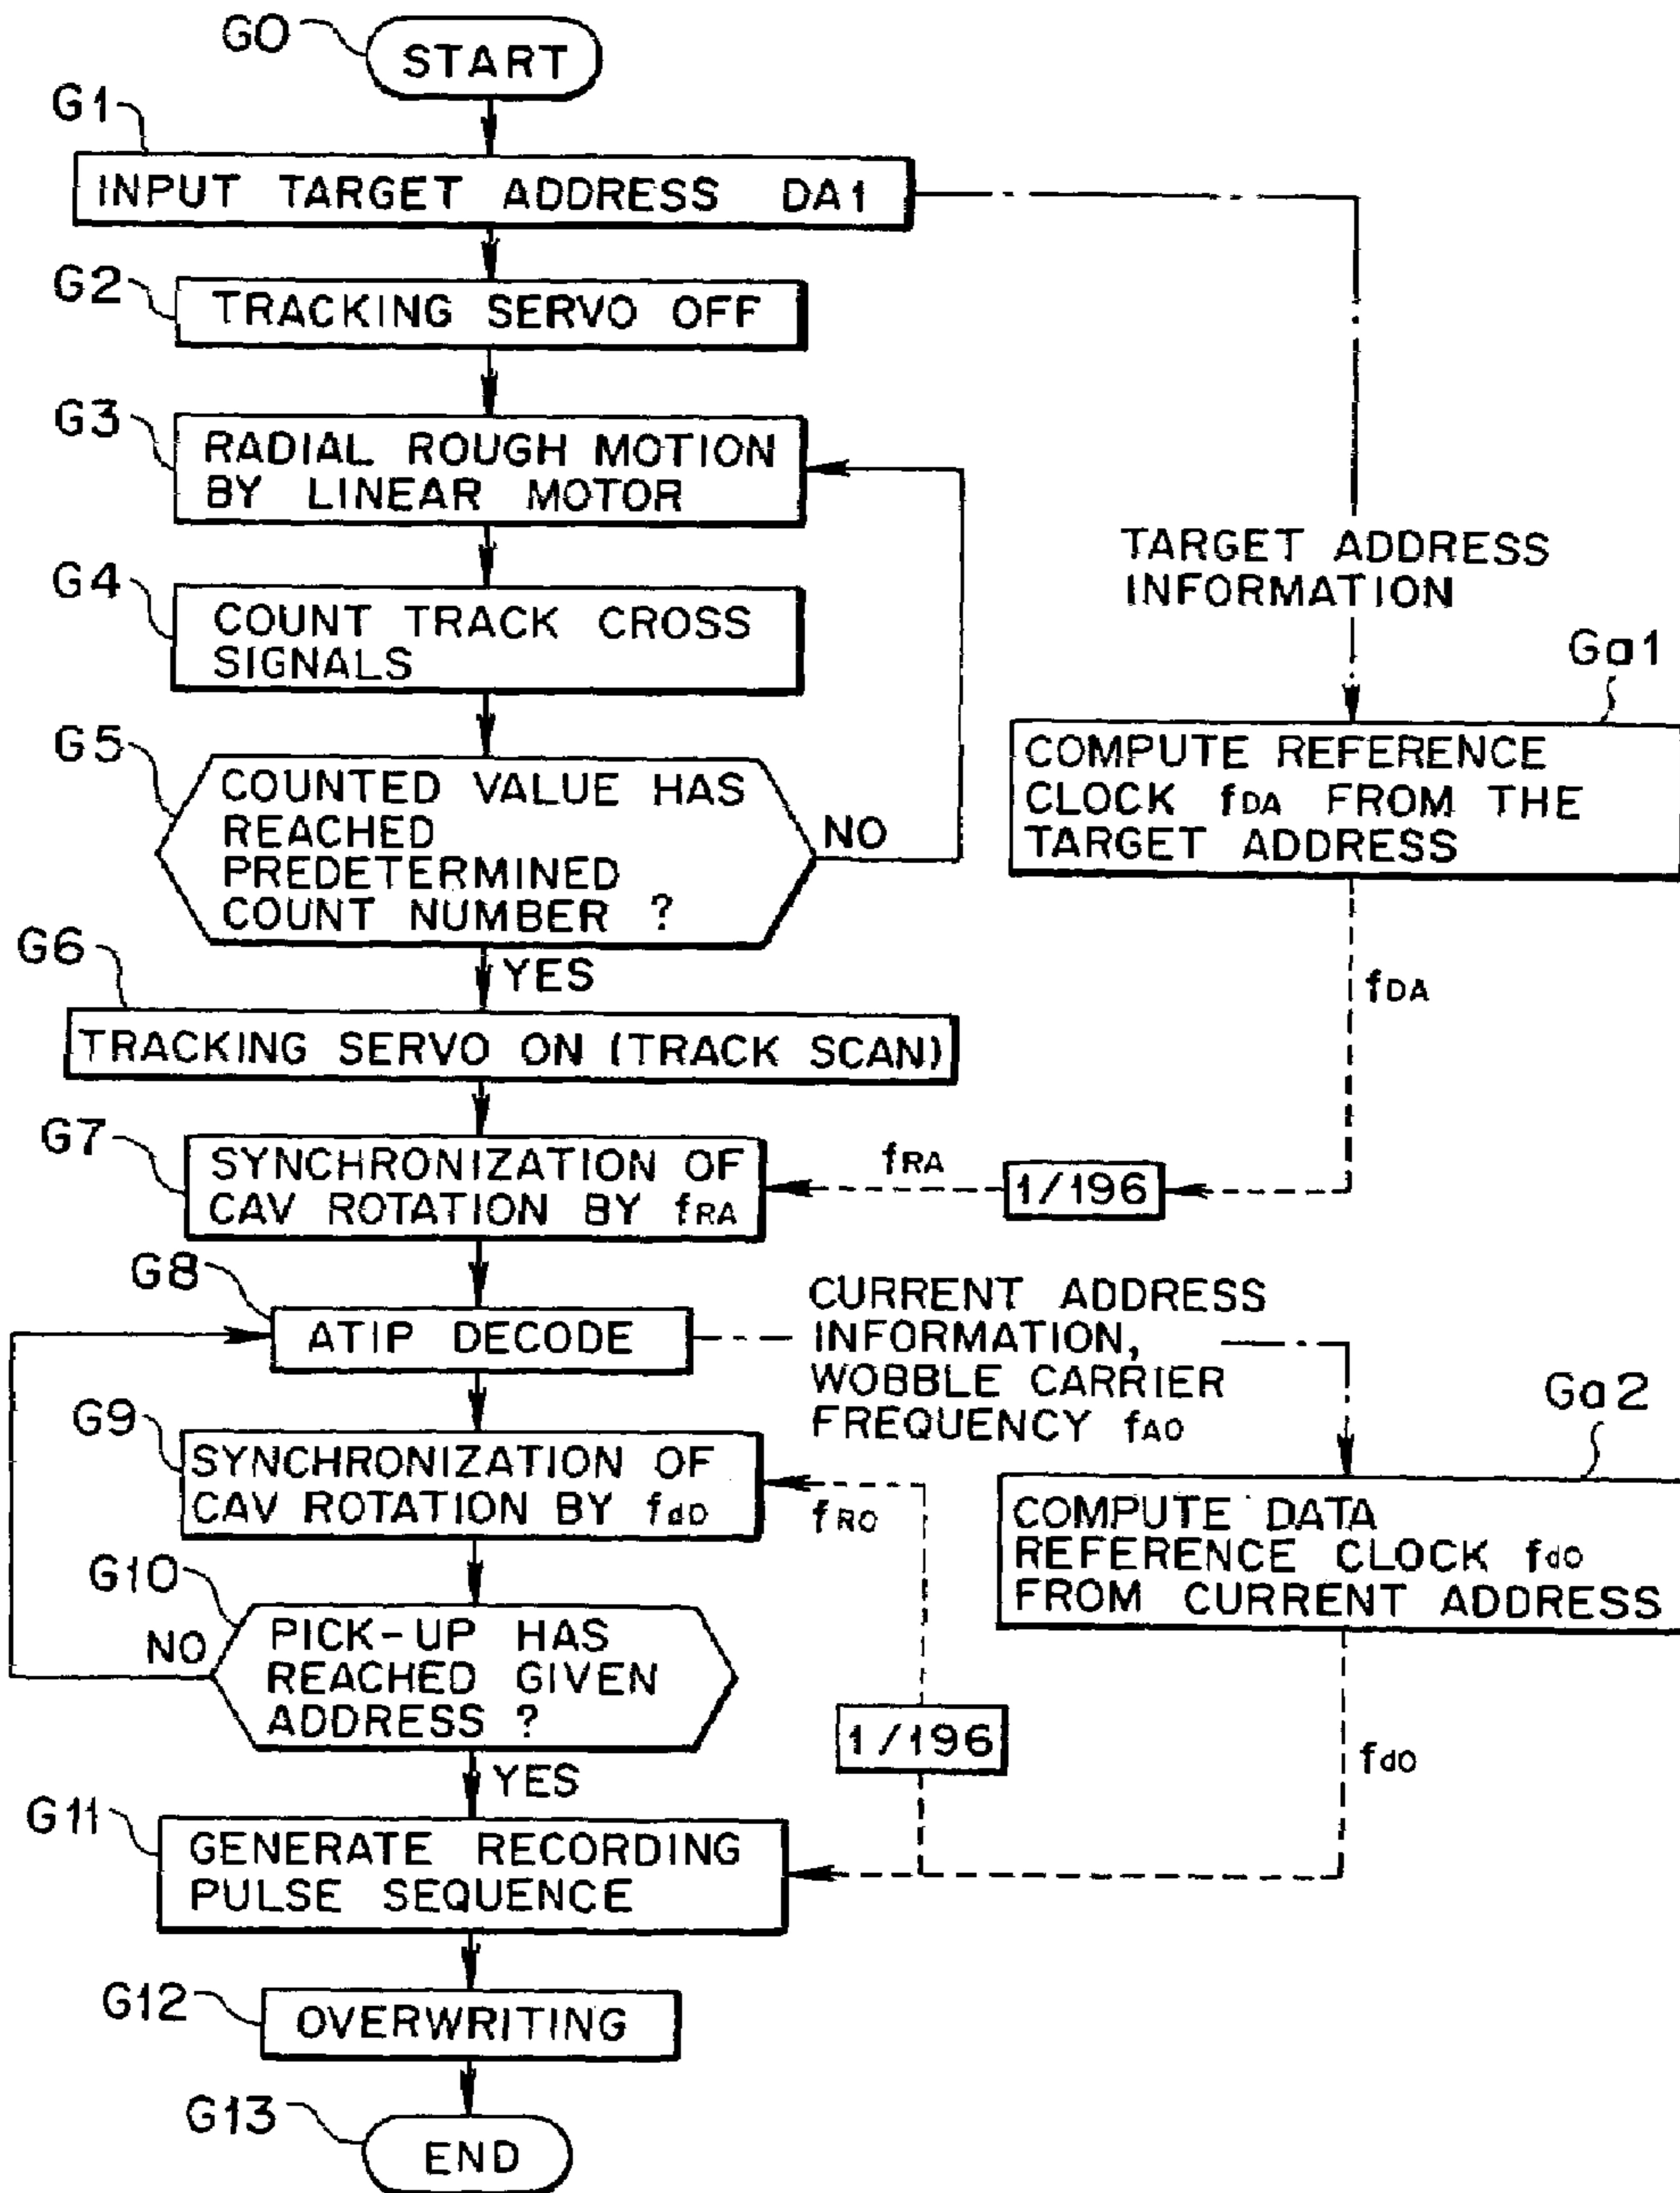 G0
START
G1
INPUT TARGET ADDRESS DA1
G2
TRACKING SERVO OFF
G3
RADIAL ROUGH MOTION
BY LINEAR MOTOR
TARGET ADDRESS
INFORMATION
G4
COUNT TRACK CROSS
SIGNALS
Ga1
COMPUTE REFERENCE
CLOCK fDA FROM THE
TARGET ADDRESS
G5
COUNTED VALUE HAS
REACHED
PREDETERMINED
COUNT NUMBER ?
NO
YES
fDA
G6
TRACKING SERVO ON (TRACK SCAN)
G7
SYNCHRONIZATION OF
CAV ROTATION BY fRA
fRA
1/196
G8
ATIP DECODE
CURRENT ADDRESS
INFORMATION,
WOBBLE CARRIER
FREQUENCY fAO
Ga2
COMPUTE DATA
REFERENCE CLOCK fdO
FROM CURRENT ADDRESS
G9
SYNCHRONIZATION OF
CAV ROTATION BY fdO
fRO
G10
NO
PICK-UP HAS
REACHED GIVEN
ADDRESS ?
1/196
fdO
YES
G11
GENERATE RECORDING
PULSE SEQUENCE
G12
OVERWRITING
G13
END